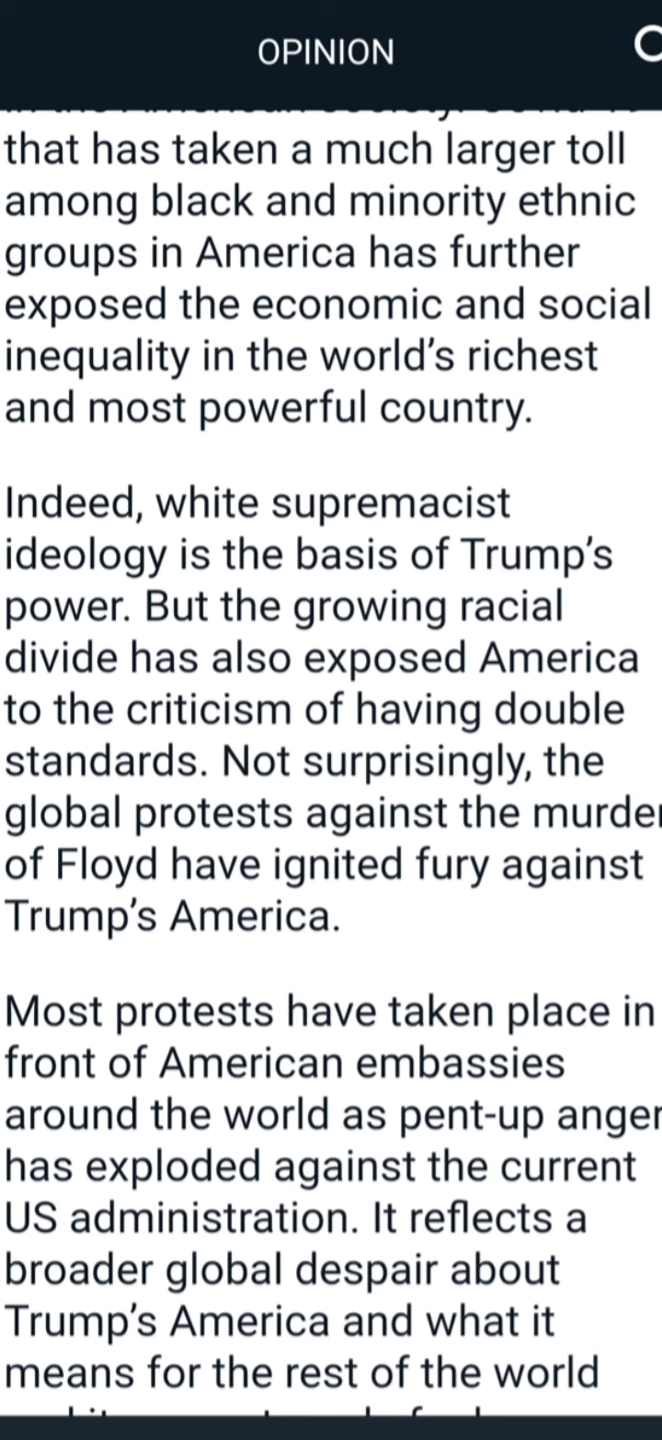 OPINION
that has taken a much larger toll
among black and minority ethnic
groups in America has further
exposed the economic and social
inequality in the world’s richest
and most powerful country.
Indeed, white supremacist
ideology is the basis of Trump’s
power. But the growing racial
divide has also exposed America
to the criticism of having double
standards. Not surprisingly, the
global protests against the murder
of Floyd have ignited fury against
Trump’s America.
Most protests have taken place in
front of American embassies
around the world as pent-up anger
has exploded against the current
US administration. It reflects a
broader global despair about
Trump’s America and what it
means for the rest of the world